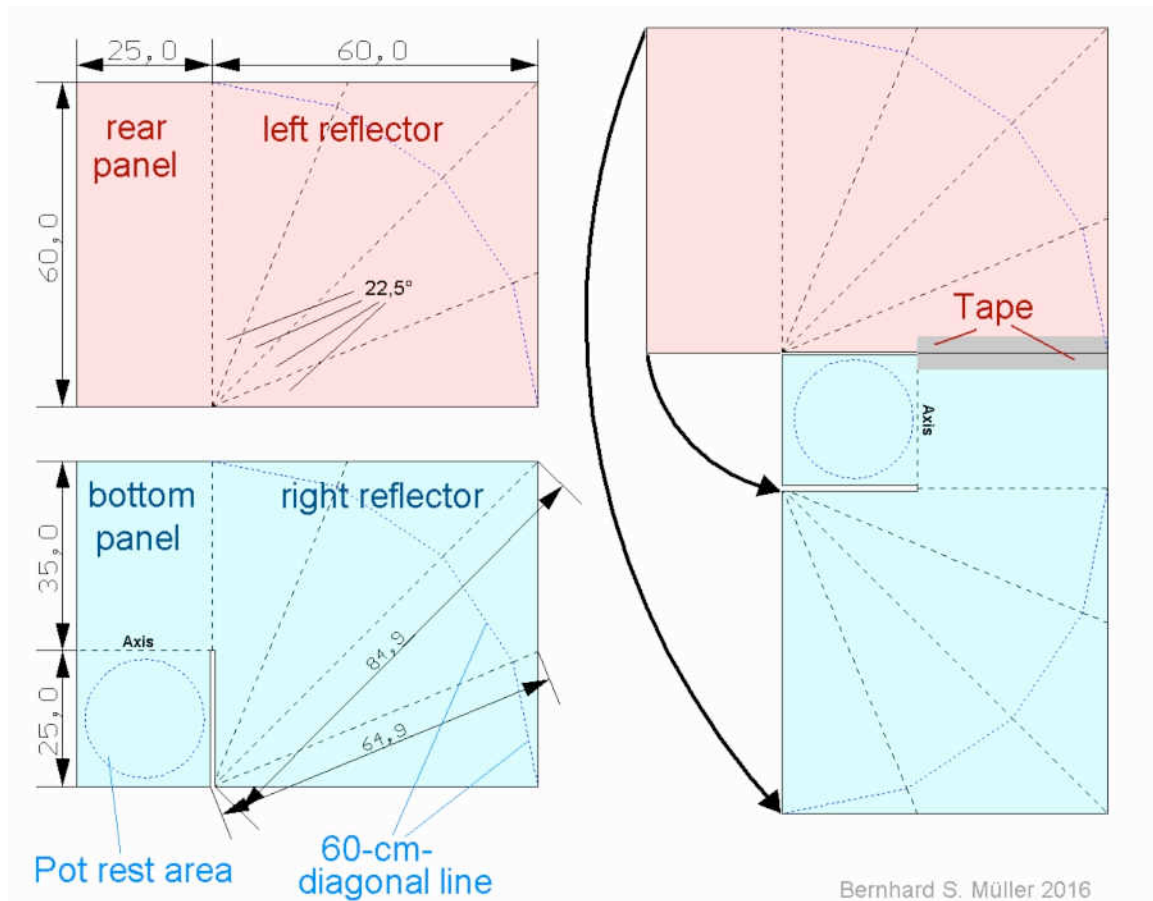 25,0
60,0
rear
panel
left reflector
60,0
22,5°
Tape
Axis
bottom
panel
right reflector
35,0
Axis
25,0
84,9
64,9
Pot rest area
60-cm-
diagonal line
Bernhard S. Müller 2016